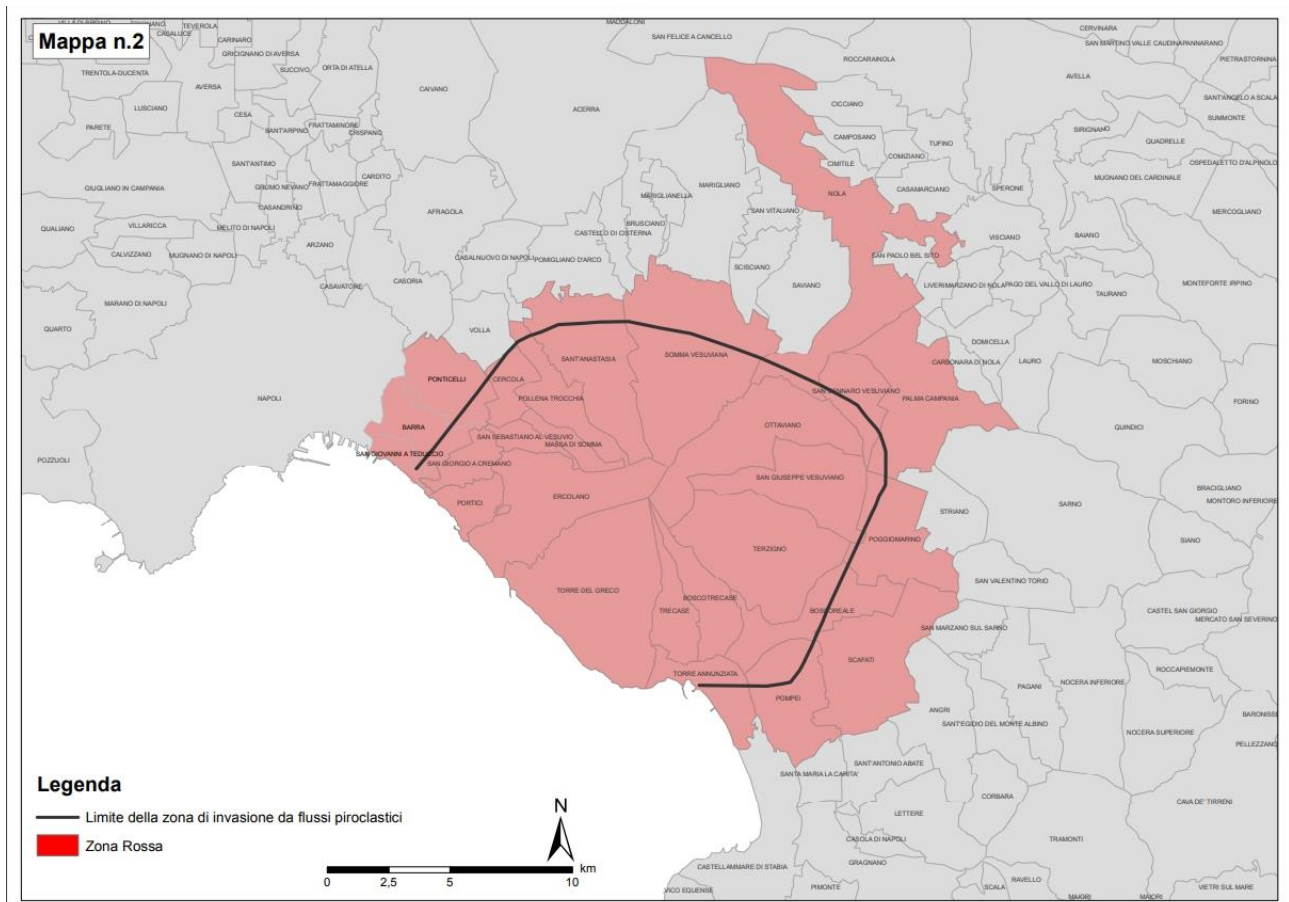 Mappa n.2
TEVEROLA
CASALUCE
CARINARO
GRICIGNANO DI AVERSA
TRENTOLA-DUCENTA
SUCCIVO
ORTA DI ATELLA
AVERSA
LUSCIANO
CESA
PARETE
SANT'ARPINO
FRATTAMINORE
CRISPANO
CAIVANO
ACERRA
MADDALONI
SAN FELICE A CANCELLO
ROCCARAINOLA
CERVINARA
SAN MARTINO VALLE CAUDINA
PANNARANO
PIETRASTORNINA
AVELLA
SANT'ANGELO A SCALA
SUMMONTE
CICCIANO
CAMPOSANO
TUFINO
SIRIGNANO
QUADRELLE
COMIZIANO
CIMITILE
OSPEDALETTO D'ALPINOLO
MUGNANO DEL CARDINALE
SANT'ANTIMO
CARDITO
GIUGLIANO IN CAMPANIA
GRUMO NEVANO
FRATTAMAGGIORE
CASANDRINO
AFRAGOLA
MARIGLIANELLA
MARIGLIANO
NOLA
CASAMARCIANO
SPERONE
MERCOGLIANO
QUALIANO
VILLARICCA
MELITO DI NAPOLI
BRUSCIANO
CASTELLO DI CISTERNA
SAN VITALIANO
VISCIANO
BAIANO
CALVIZZANO
MUGNANO DI NAPOLI
ARZANO
CASALNUOVO DI NAPOLI
POMIGLIANO D'ARCO
SCISCIANO
SAN PAOLO BEL SITO
CASAVATORE
CASORIA
SAVIANO
LIVERI
MARZANO DI NOLA
PAGO DEL VALLO DI LAURO
TAURANO
MONTEFORTE IRPINO
MARANO DI NAPOLI
QUARTO
VOLLA
DOMICELLA
CARBONARA DI NOLA
LAURO
MOSCHIANO
SANT'ANASTASIA
SOMMA VESUVIANA
PONTICELLI
CERCOLA
SAN GENNARO VESUVIANO
PALMA CAMPANIA
NAPOLI
POLLENA TROCCHIA
FORINO
BARRA
OTTAVIANO
QUINDICI
SAN SEBASTIANO AL VESUVIO
MASSA DI SOMMA
SAN GIOVANNI A TEDUCCIO
SAN GIORGIO A CREMANO
POZZUOLI
SAN GIUSEPPE VESUVIANO
BRACIGLIANO
MONTORO INFERIORE
PORTICI
ERCOLANO
STRIANO
SARNO
POGGIOMARINO
SIANO
TERZIGNO
SAN VALENTINO TORIO
TORRE DEL GRECO
BOSCOTRECASE
TRECASE
BOSCOREALE
CASTEL SAN GIORGIO
MERCATO SAN SEVERINO
SAN MARZANO SUL SARNO
SCAFATI
ROCCAPIEMONTE
TORRE ANNUNZIATA
PAGANI
NOCERA INFERIORE
POMPEI
ANGRI
SANT'EGIDIO DEL MONTE ALBINO
BARONISSI
NOCERA SUPERIORE
PELLEZZANO
SANT'ANTONIO ABATE
SANTA MARIA LA CARITA'
CORBARA
CAVA DE' TIRRENI
LETTERE
CASOLA DI NAPOLI
TRAMONTI
GRAGNANO
CASTELLAMMARE DI STABIA
RAVELLO
PIMONTE
SCALA
VICO EQUENSE
MAIORI
MAIORI
VIETRI SUL MARE
Legenda
Limite della zona di invasione da flussi piroclastici
Zona Rossa
N
km
0 2,5 5 10